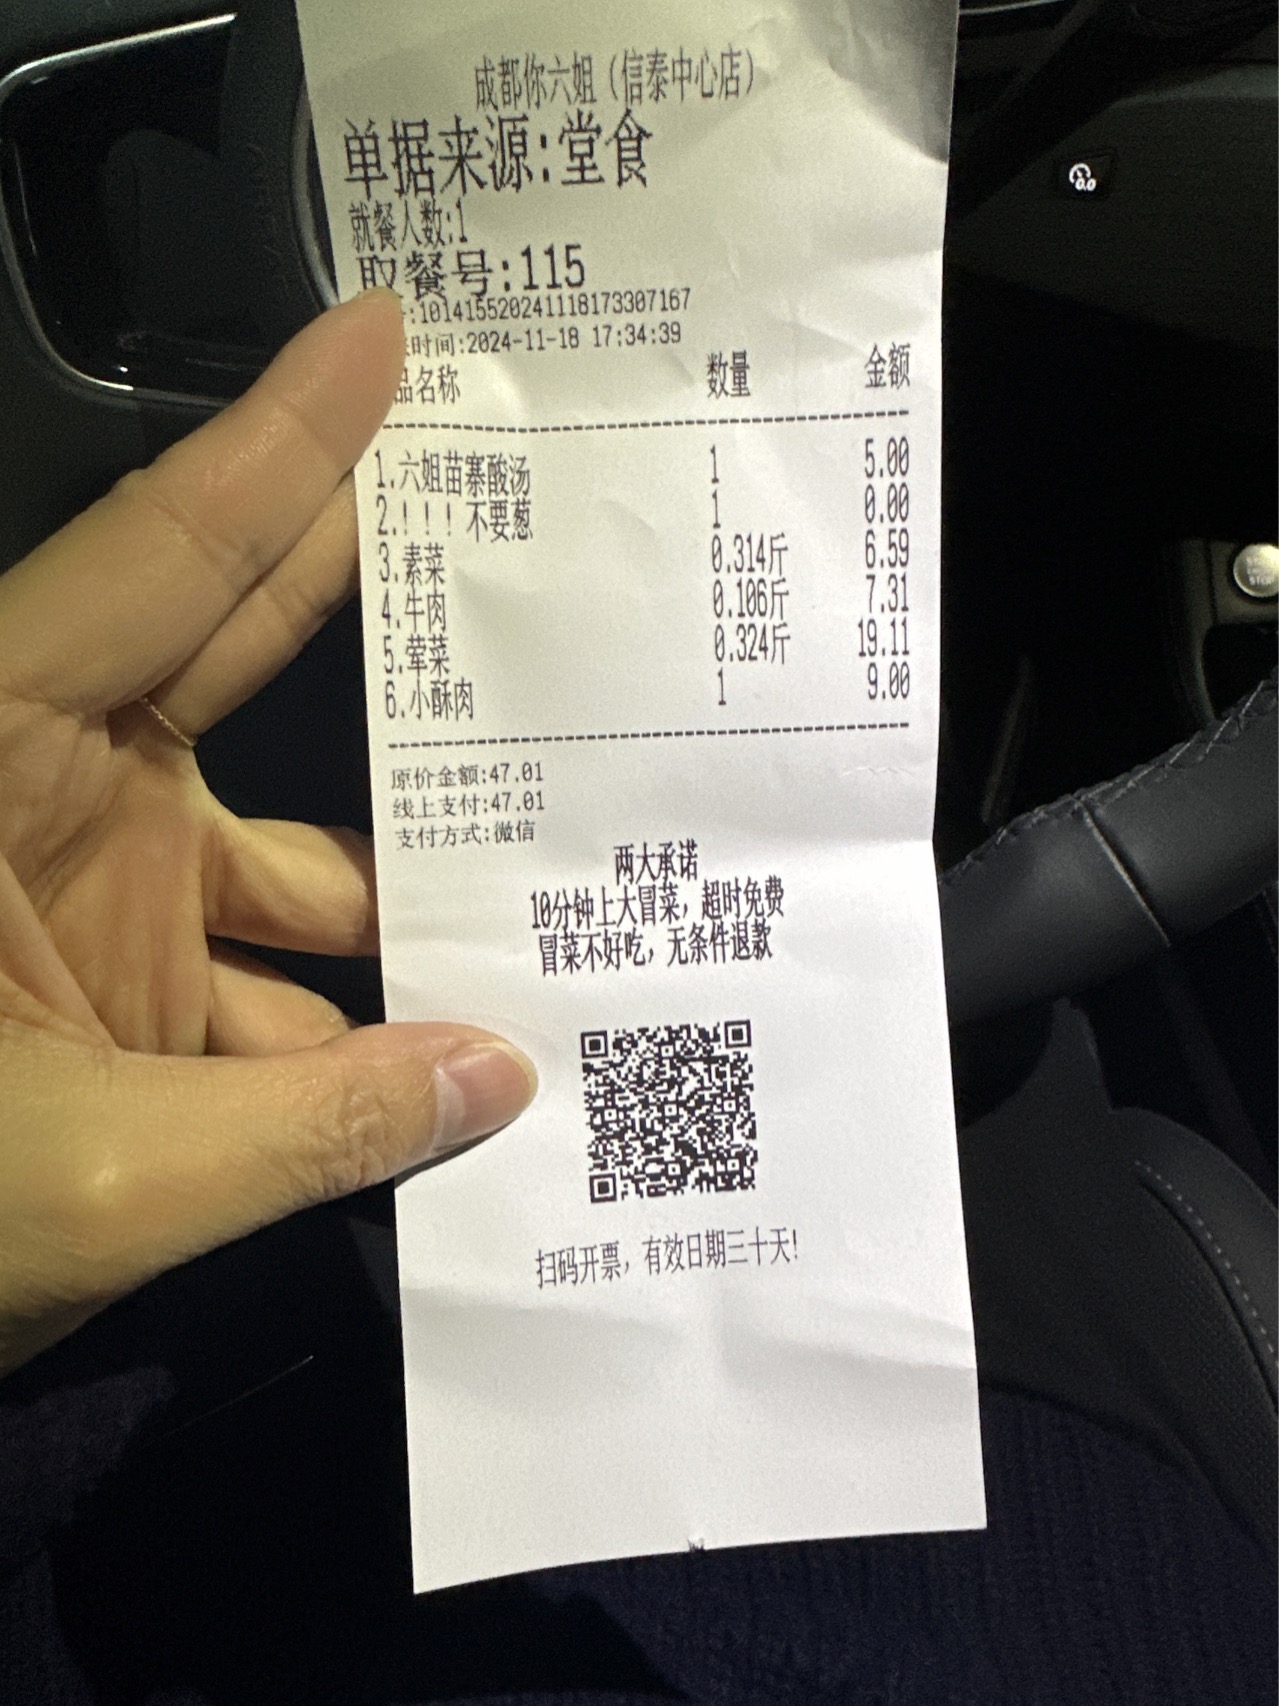 成都你六姐（信泰中心店）
单据来源:堂食
就餐人数:1
取餐号:115
号:10141552024111817330​7167
时间:2024-11-18 17:34:39
品名称 数量 金额
1.六姐苗寨酸汤 1 5.00
2.！！！不要葱 1 0.00
3.素菜 0.314斤 6.59
4.牛肉 0.106斤 7.31
5.荤菜 0.324斤 19.11
6.小酥肉 1 9.00
原价金额:47.01
线上支付:47.01
支付方式:微信
两大承诺
10分钟上大冒菜，超时免费
冒菜不好吃，无条件退款
扫码开票，有效日期三十天!